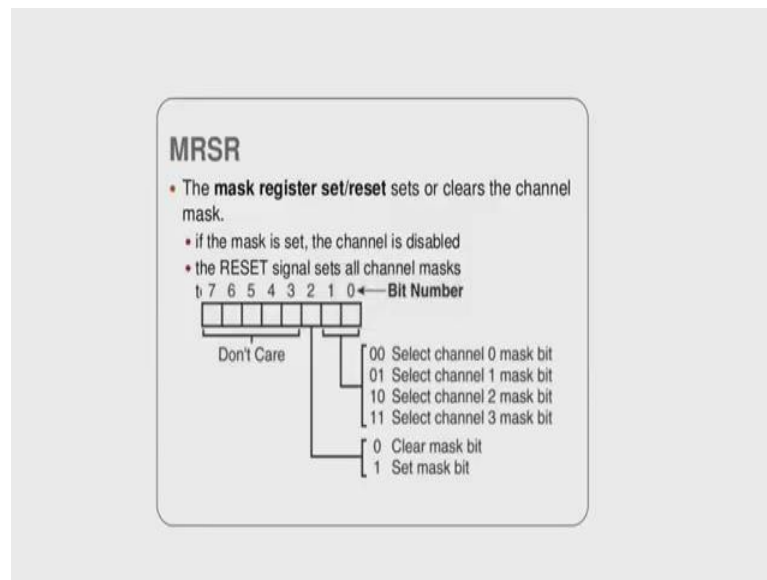 MRSR
• The mask register set/reset sets or clears the channel
mask.
• if the mask is set, the channel is disabled
• the RESET signal sets all channel masks
7 6 5 4 3 2 1 0 Bit Number
Don't Care
00 Select channel 0 mask bit
01 Select channel 1 mask bit
10 Select channel 2 mask bit
11 Select channel 3 mask bit
0 Clear mask bit
1 Set mask bit